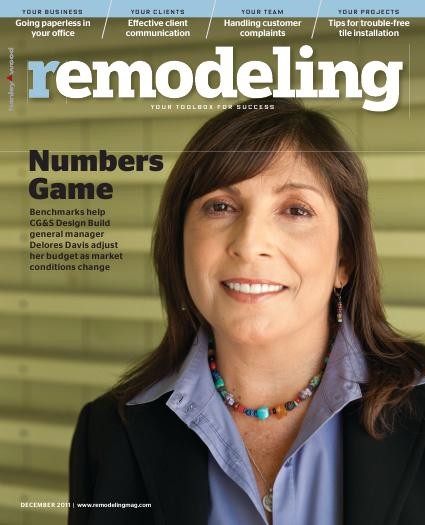 YOUR BUSINESS
Going paperless in
your office
YOUR CLIENTS
Effective client
communication
YOUR TEAM
Handling customer
complaints
YOUR PROJECTS
Tips for trouble-free
tile installation
hanley wood
remodeling
YOUR TOOLBOX FOR SUCCESS
Numbers
Game
Benchmarks help
CG&S Design Build
general manager
Delores Davis adjust
her budget as market
conditions change
DECEMBER 2011 | www.remodelingmag.com